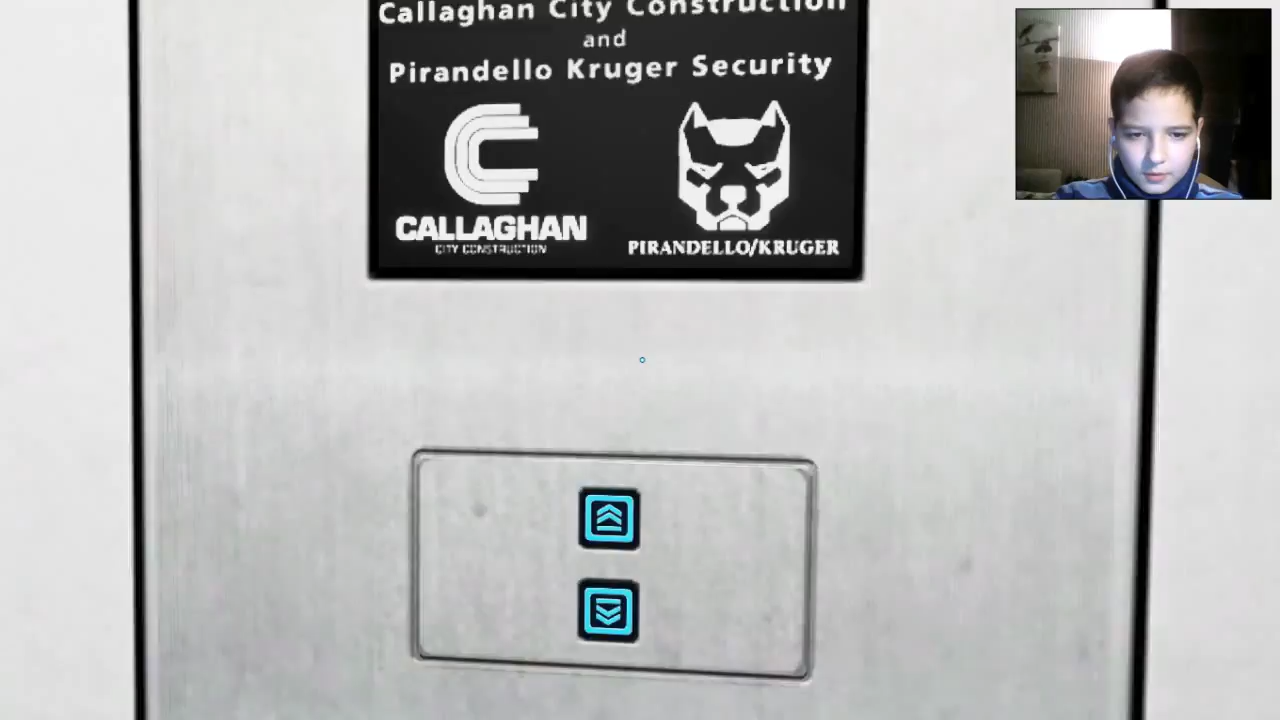 Callaghan City Construction
and
Pirandello Kruger Security
CALLAGHAN
CITY CONSTRUCTION
PIRANDELLO/KRUGER